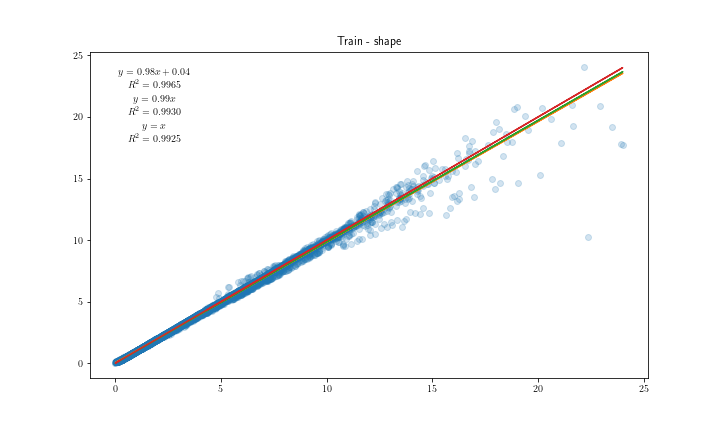 Train - shape
25
20
15
10
5
0
y = 0.98x + 0.04
R² = 0.9965
y = 0.99x
R² = 0.9930
y = x
R² = 0.9925
0 5 10 15 20 25